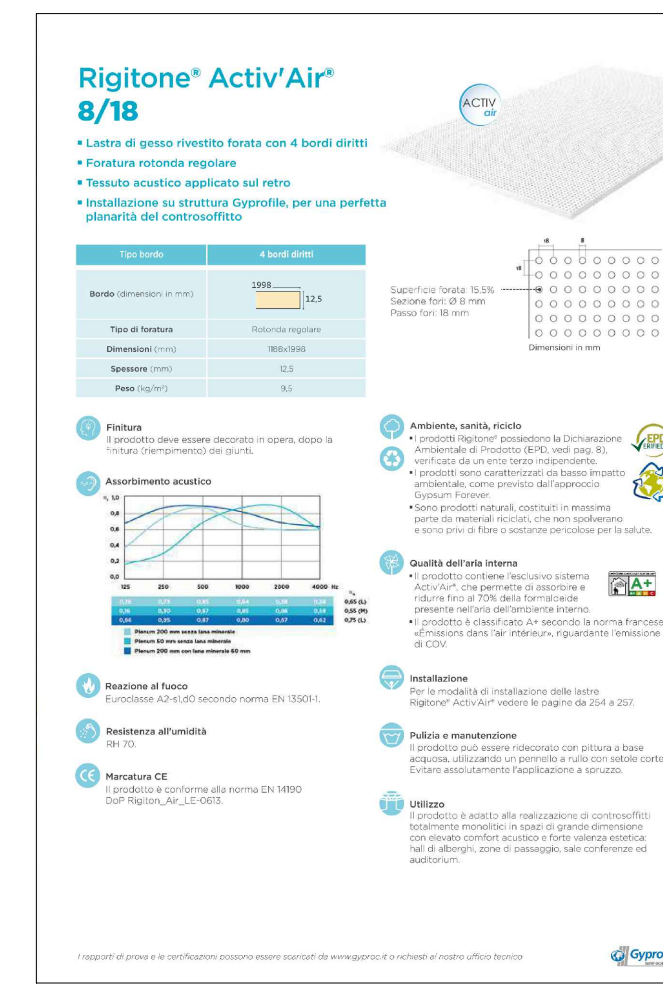 Rigitone® Activ'Air®
8/18
ACTIV
air
▪ Lastra di gesso rivestito forata con 4 bordi diritti
▪ Foratura rotonda regolare
▪ Tessuto acustico applicato sul retro
▪ Installazione su struttura Gyprofile, per una perfetta
planarità del controsoffitto
Tipo bordo 4 bordi diritti
Bordo (dimensioni in mm) 1998 12,5
Tipo di foratura Rotonda regolare
Dimensioni (mm) 1188x1998
Spessore (mm) 12,5
Peso (kg/m²) 9,5
Superficie forata: 15,5%
Sezione fori: Ø 8 mm
Passo fori: 18 mm
18 8
18
Dimensioni in mm
Finitura
Il prodotto deve essere decorato in opera, dopo la
finitura (riempimento) dei giunti.
Assorbimento acustico
1,0
0,8
0,6
0,4
0,2
0,0
125 250 500 1000 2000 4000 Hz
0,65 (L)
0,55 (M)
0,75 (L)
Plenum 200 mm senza lana minerale
Plenum 50 mm senza lana minerale
Plenum 200 mm con lana minerale 60 mm
Reazione al fuoco
Euroclasse A2-s1,d0 secondo norma EN 13501-1.
Resistenza all'umidità
RH 70.
CE
Marcatura CE
Il prodotto è conforme alla norma EN 14190
DoP Rigiton_Air_LE-0613.
Ambiente, sanità, riciclo
▪ I prodotti Rigitone® possiedono la Dichiarazione
Ambientale di Prodotto (EPD, vedi pag. 8),
verificata da un ente terzo indipendente.
▪ I prodotti sono caratterizzati da basso impatto
ambientale, come previsto dall'approccio
Gypsum Forever.
▪ Sono prodotti naturali, costituiti in massima
parte da materiali riciclati, che non spolverano
e sono privi di fibre o sostanze pericolose per la salute.
EPD
Qualità dell'aria interna
▪ Il prodotto contiene l'esclusivo sistema
Activ'Air®, che permette di assorbire e
ridurre fino al 70% della formaldeide
presente nell'aria dell'ambiente interno.
▪ Il prodotto è classificato A+ secondo la norma francese
«Émissions dans l'air intérieur», riguardante l'emissione
di COV.
A+
Installazione
Per le modalità di installazione delle lastre
Rigitone® Activ'Air® vedere le pagine da 254 a 257.
Pulizia e manutenzione
Il prodotto può essere ridecorato con pittura a base
acquosa, utilizzando un pennello a rullo con setole corte.
Evitare assolutamente l'applicazione a spruzzo.
Utilizzo
Il prodotto è adatto alla realizzazione di controsoffitti
totalmente monolitici in spazi di grande dimensione
con elevato comfort acustico e forte valenza estetica:
hall di alberghi, zone di passaggio, sale conferenze ed
auditorium.
I rapporti di prova e le certificazioni possono essere scaricati da www.gyproc.it o richiesti al nostro ufficio tecnico
Gypro